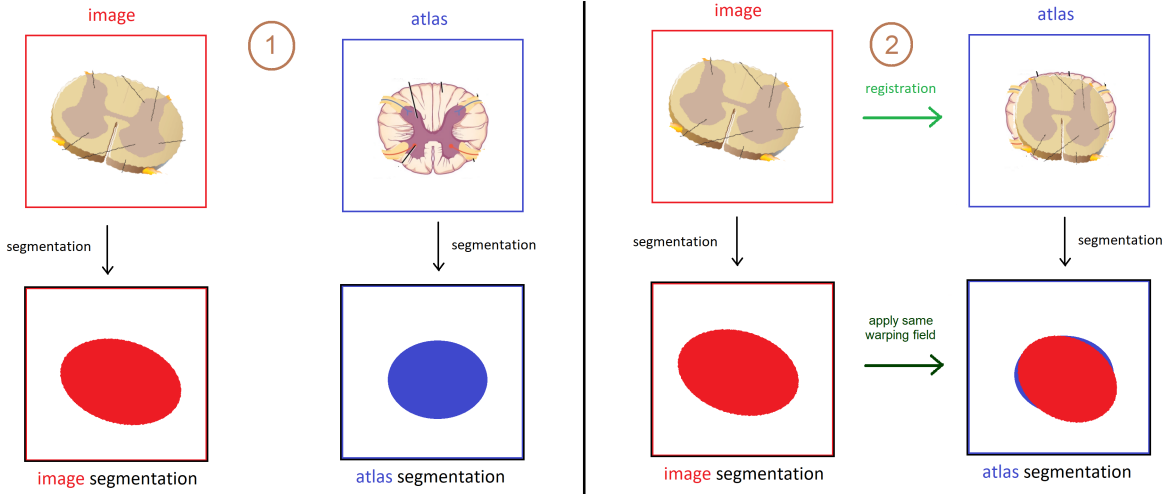 image
1
atlas
segmentation
segmentation
image segmentation
atlas segmentation
image
2
atlas
registration
segmentation
segmentation
apply same
warping field
image segmentation
atlas segmentation